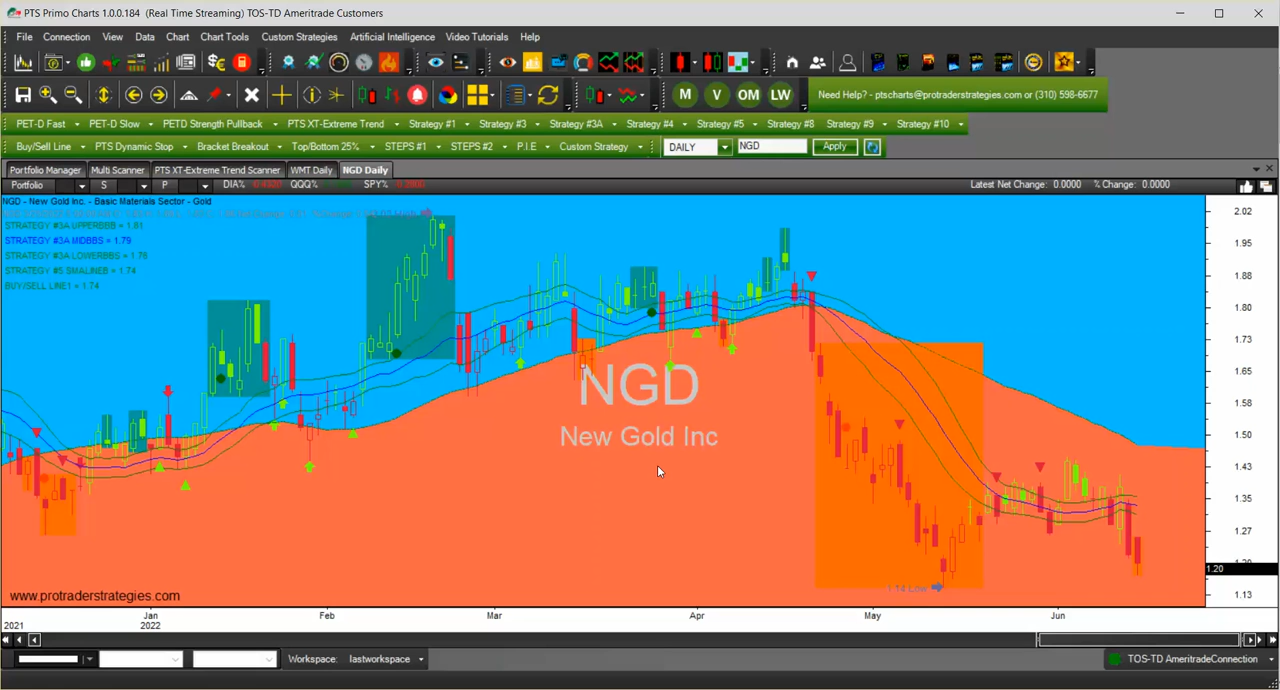 PTS Primo Charts 1.0.0.184 (Real Time Streaming) TOS-TD Ameritrade Customers
File Connection View Data Chart Chart Tools Custom Strategies Artificial Intelligence Video Tutorials Help
M V OM LW Need Help? - ptscharts@protraderstrategies.com or (310) 598-6677
PET-D Fast PET-D Slow PETD Strength Pullback PTS XT-Extreme Trend Strategy #1 Strategy #3 Strategy #3A Strategy #4 Strategy #5 Strategy #8 Strategy #9 Strategy #10
Buy/Sell Line PTS Dynamic Stop Bracket Breakout Top/Bottom 25% STEPS #1 STEPS #2 P.I.E Custom Strategy DAILY NGD Apply
Portfolio Manager Multi Scanner PTS XT-Extreme Trend Scanner WMT Daily NGD Daily
Portfolio S P DIA% QQQ% SPY% Latest Net Change: 0.0000 % Change: 0.0000
NGD - New Gold Inc. - Basic Materials Sector - Gold
STRATEGY #3A UPPERBBB = 1.81
STRATEGY #3A MIDBBS = 1.79
STRATEGY #3A LOWERBBS = 1.76
STRATEGY #5 SMALINEB = 1.74
BUY/SELL LINE1 = 1.74
2.02
1.95
1.88
1.80
1.73
1.65
1.58
1.50
1.43
1.35
1.27
1.20
1.13
NGD
New Gold Inc
1.14 Low
www.protraderstrategies.com
Jan Feb Mar Apr May Jun
2021 2022
Workspace: lastworkspace TOS-TD AmeritradeConnection